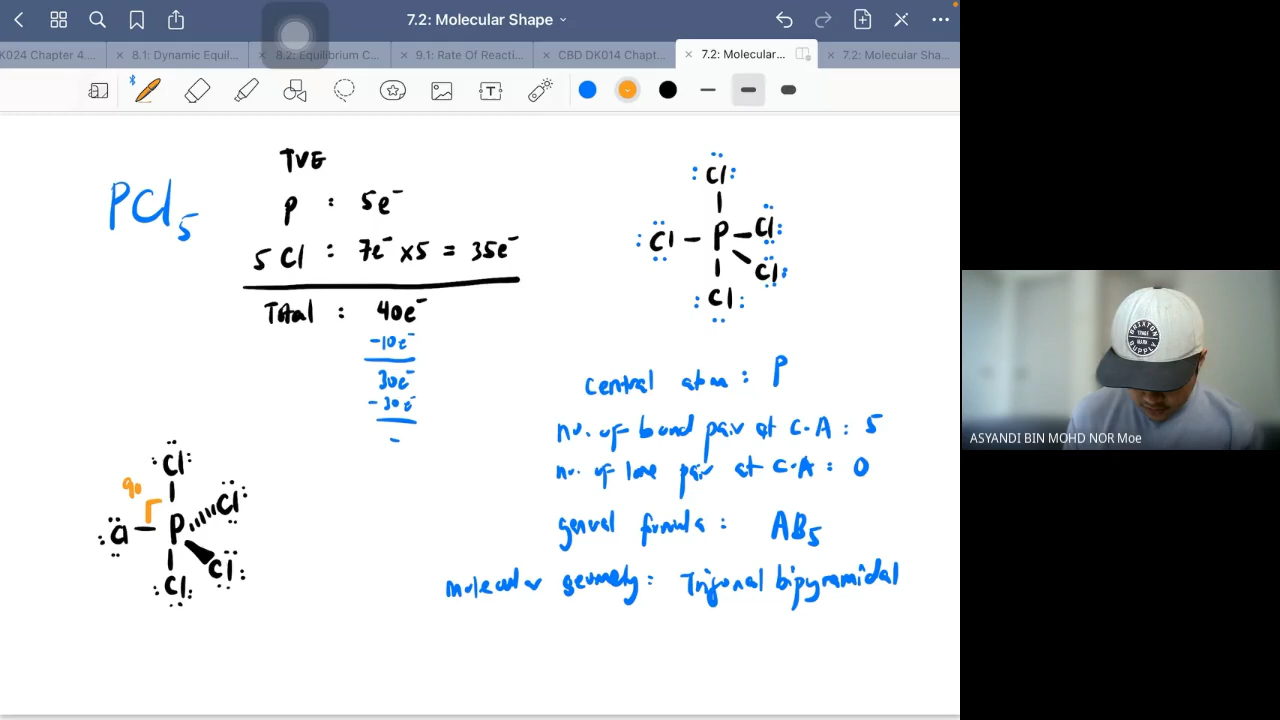 7.2: Molecular Shape
K024 Chapter 4....
8.1: Dynamic Equil...
8.2: Equilibrium C...
9.1: Rate Of Reacti...
CBD DK014 Chapt...
7.2: Molecular...
7.2: Molecular Sha...
PCl5
TVE
P : 5e⁻
5 Cl : 7e⁻ x5 = 35e⁻
Total : 40e⁻
-10e⁻
30e⁻
-30e⁻
-
Cl
Cl - P - Cl
Cl
Cl
central atom : P
no. of bond pair at C.A : 5
no. of lone pair at C.A : 0
general formula : AB5
molecular geometry : Trigonal bipyramidal
Cl
90
Cl
Cl P
Cl
Cl
BRIXTON
SUPPLY
ASYANDI BIN MOHD NOR Moe